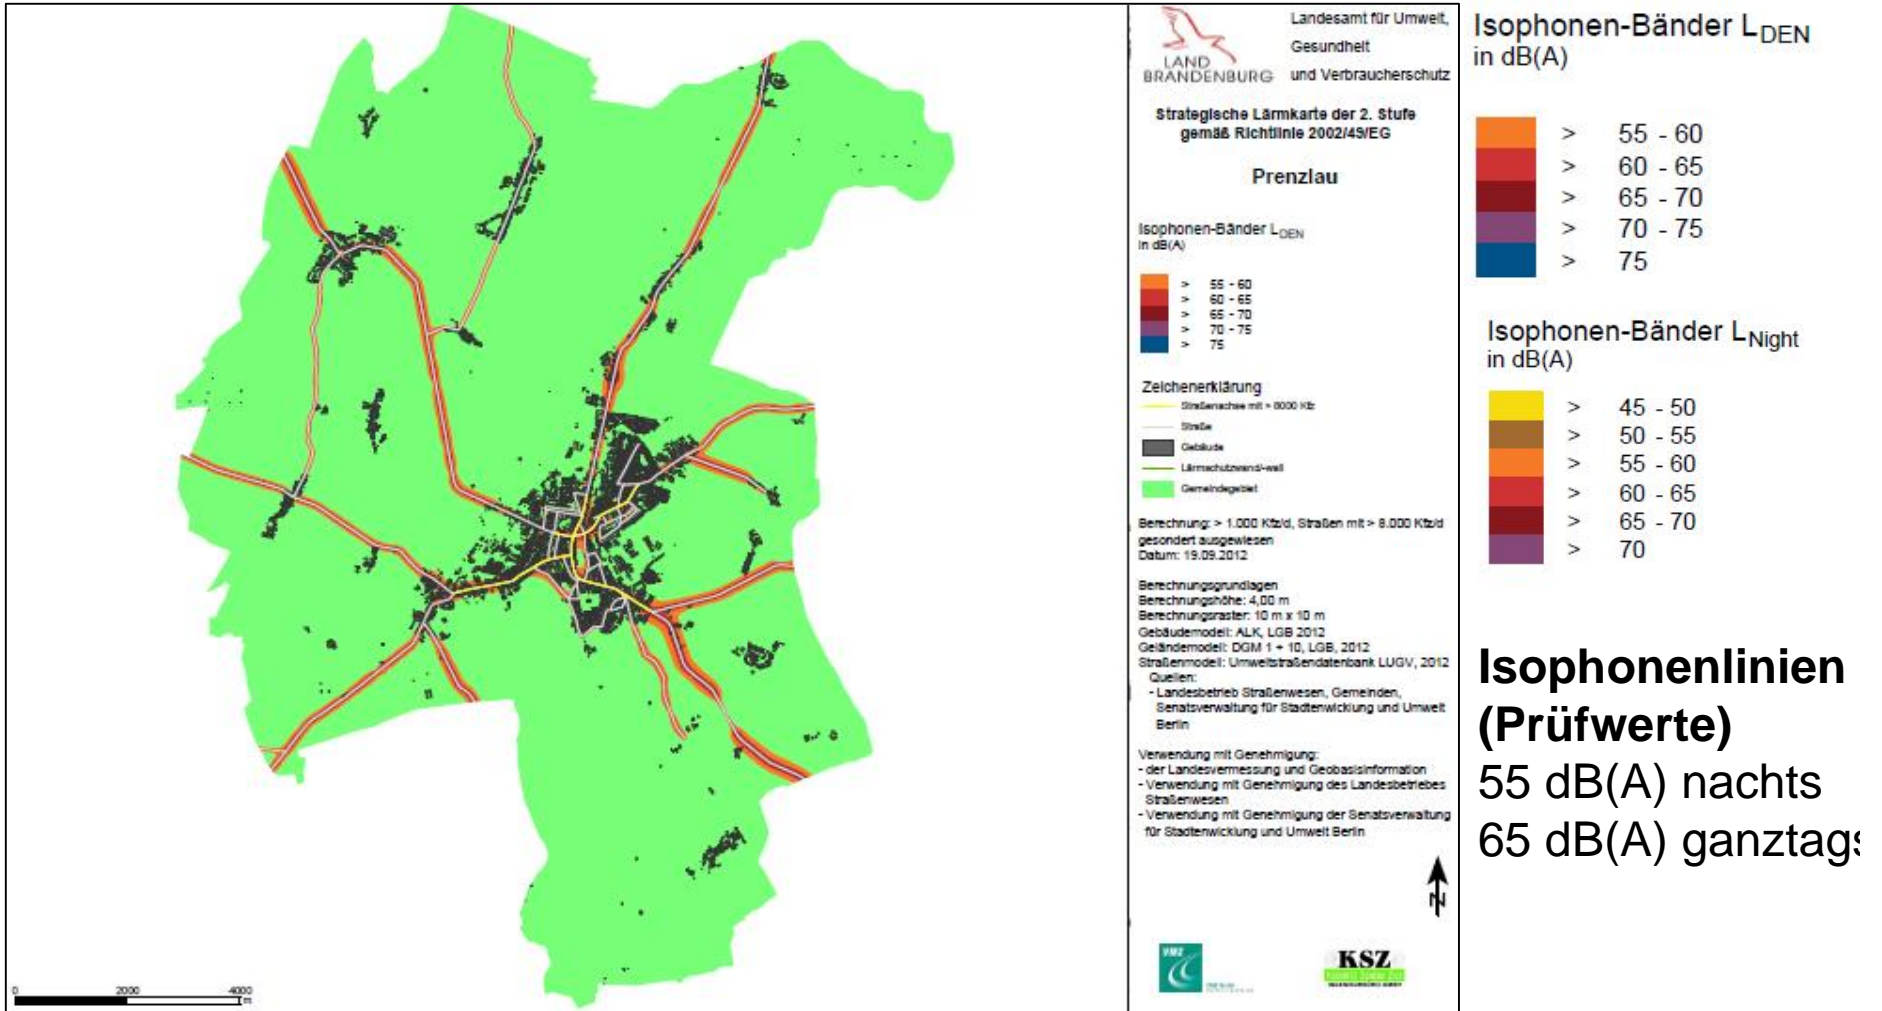 Landesamt für Umwelt,
Gesundheit
und Verbraucherschutz
LAND
BRANDENBURG
Strategische Lärmkarte der 2. Stufe
gemäß Richtlinie 2002/49/EG
Prenzlau
Isophonen-Bänder LDEN
in dB(A)
> 55 - 60
> 60 - 65
> 65 - 70
> 70 - 75
> 75
Zeichenerklärung
Straßenachse mit > 8000 Kfz
Straße
Gebäude
Lärmschutzwand/-wall
Gemeindegebiet
Berechnung: > 1.000 Kfz/d, Straßen mit > 8.000 Kfz/d
gesondert ausgewiesen
Datum: 19.09.2012
Berechnungsgrundlagen
Berechnungshöhe: 4,00 m
Berechnungsraster: 10 m x 10 m
Gebäudemodell: ALK, LGB 2012
Geländemodell: DGM 1 + 10, LGB, 2012
Straßenmodell: Umweltstraßendatenbank LUGV, 2012
Quellen:
- Landesbetrieb Straßenwesen, Gemeinden,
Senatsverwaltung für Stadtenwicklung und Umwelt
Berlin
Verwendung mit Genehmigung:
- der Landesvermessung und Geobasisinformation
- Verwendung mit Genehmigung des Landesbetriebes
Straßenwesen
- Verwendung mit Genehmigung der Senatsverwaltung
für Stadtenwicklung und Umwelt Berlin
N
VMZ
KSZ
0 2000 4000
m
Isophonen-Bänder LDEN
in dB(A)
> 55 - 60
> 60 - 65
> 65 - 70
> 70 - 75
> 75
Isophonen-Bänder LNight
in dB(A)
> 45 - 50
> 50 - 55
> 55 - 60
> 60 - 65
> 65 - 70
> 70
Isophonenlinien
(Prüfwerte)
55 dB(A) nachts
65 dB(A) ganztags